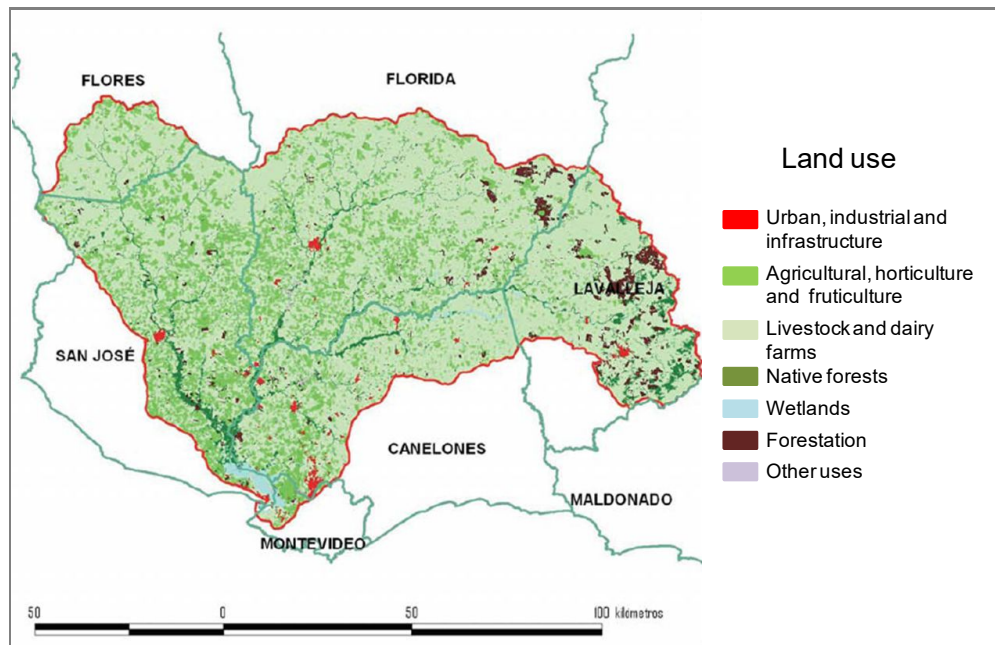 FLORES
FLORIDA
LAVALLEJA
SAN JOSÉ
CANELONES
MALDONADO
MONTEVIDEO
50 0 50 100 kilómetros
Land use
Urban, industrial and
infrastructure
Agricultural, horticulture
and fruticulture
Livestock and dairy
farms
Native forests
Wetlands
Forestation
Other uses